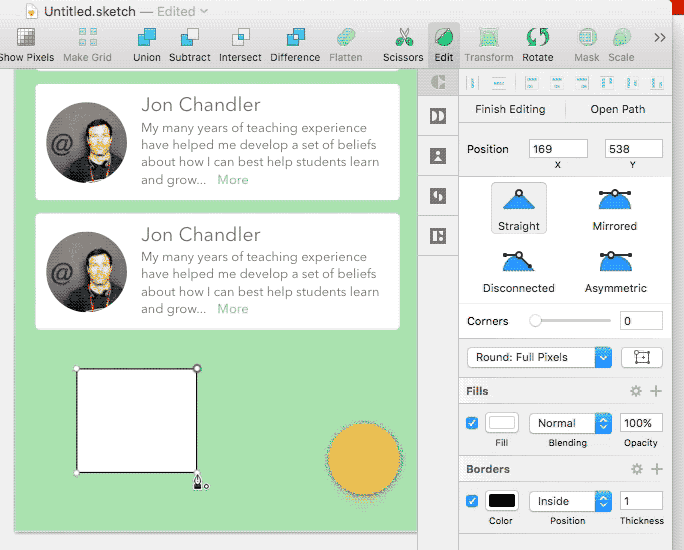 Untitled.sketch — Edited
Show Pixels Make Grid Union Subtract Intersect Difference Flatten Scissors Edit Transform Rotate Mask Scale
Finish Editing Open Path
Position 169 538
X Y
Straight Mirrored
Disconnected Asymmetric
Corners 0
Round: Full Pixels
Fills
Normal 100%
Fill Blending Opacity
Borders
Inside 1
Color Position Thickness
@
Jon Chandler
My many years of teaching experience
have helped me develop a set of beliefs
about how I can best help students learn
and grow... More
@
Jon Chandler
My many years of teaching experience
have helped me develop a set of beliefs
about how I can best help students learn
and grow... More